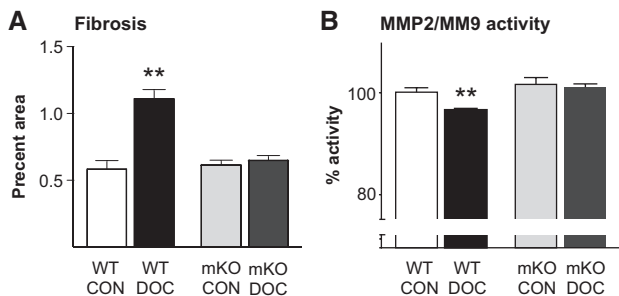 A Fibrosis
Precent area
1.5
1.0
0.5
**
WT
CON
WT
DOC
mKO
CON
mKO
DOC
B MMP2/MM9 activity
% activity
100
80
**
WT
CON
WT
DOC
mKO
CON
mKO
DOC